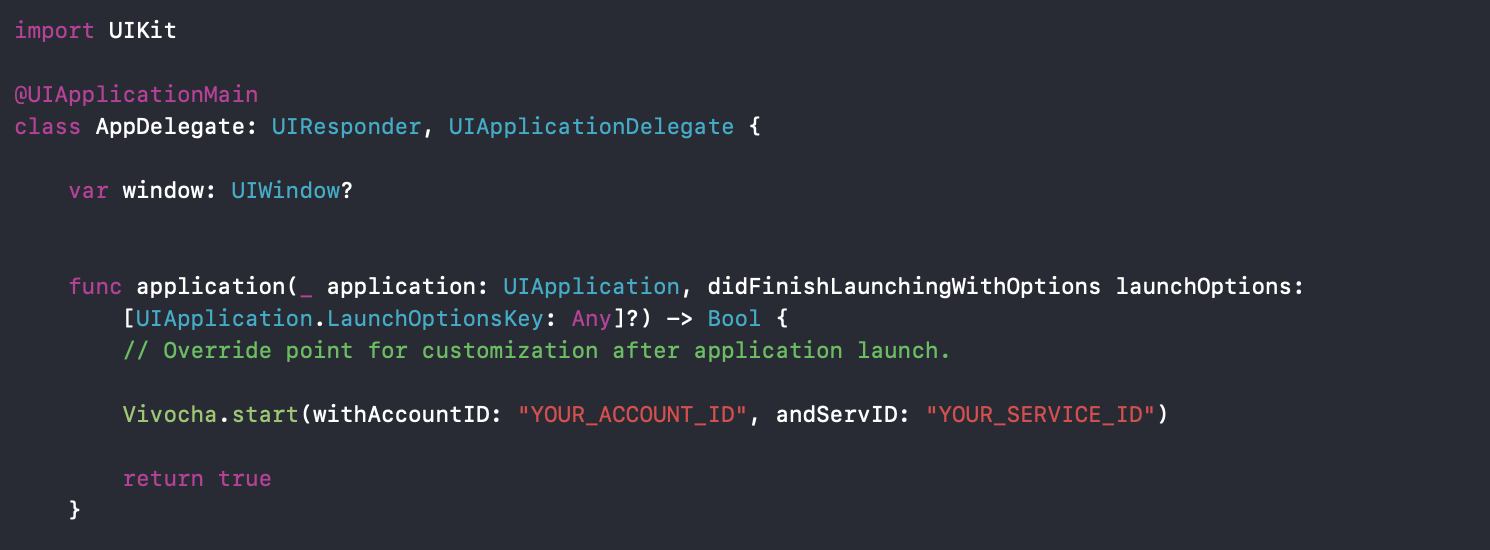 import UIKit
@UIApplicationMain
class AppDelegate: UIResponder, UIApplicationDelegate {
var window: UIWindow?
func application(_ application: UIApplication, didFinishLaunchingWithOptions launchOptions:
[UIApplication.LaunchOptionsKey: Any]?) -> Bool {
// Override point for customization after application launch.
Vivocha.start(withAccountID: "YOUR_ACCOUNT_ID", andServID: "YOUR_SERVICE_ID")
return true
}